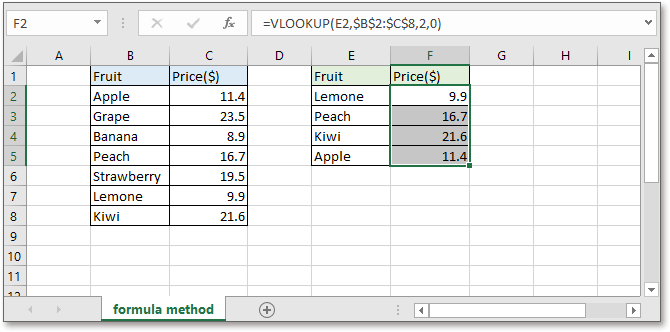 F2 fx =VLOOKUP(E2,$B$2:$C$8,2,0)
A B C D E F G H I
1 Fruit Price($) Fruit Price($)
2 Apple 11.4 Lemone 9.9
3 Grape 23.5 Peach 16.7
4 Banana 8.9 Kiwi 21.6
5 Peach 16.7 Apple 11.4
6 Strawberry 19.5
7 Lemone 9.9
8 Kiwi 21.6
9
10
11
12
formula method